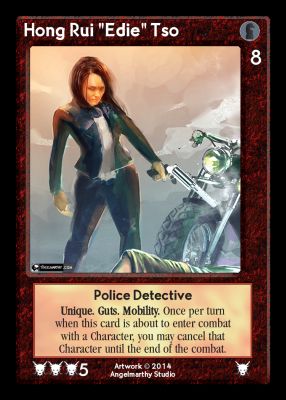 Hong Rui "Edie" Tso
8
Police Detective
Unique. Guts. Mobility. Once per turn
when this card is about to enter combat
with a Character, you may cancel that
Character until the end of the combat.
5
Artwork © 2014
Angelmarthy Studio